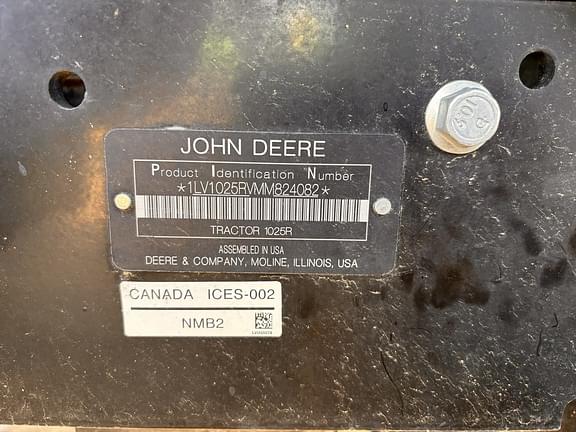 JOHN DEERE
Product Identification Number
*1LV1025RVMM824082*
TRACTOR 1025R
ASSEMBLED IN USA
DEERE & COMPANY, MOLINE, ILLINOIS, USA
CANADA ICES-002
NMB2